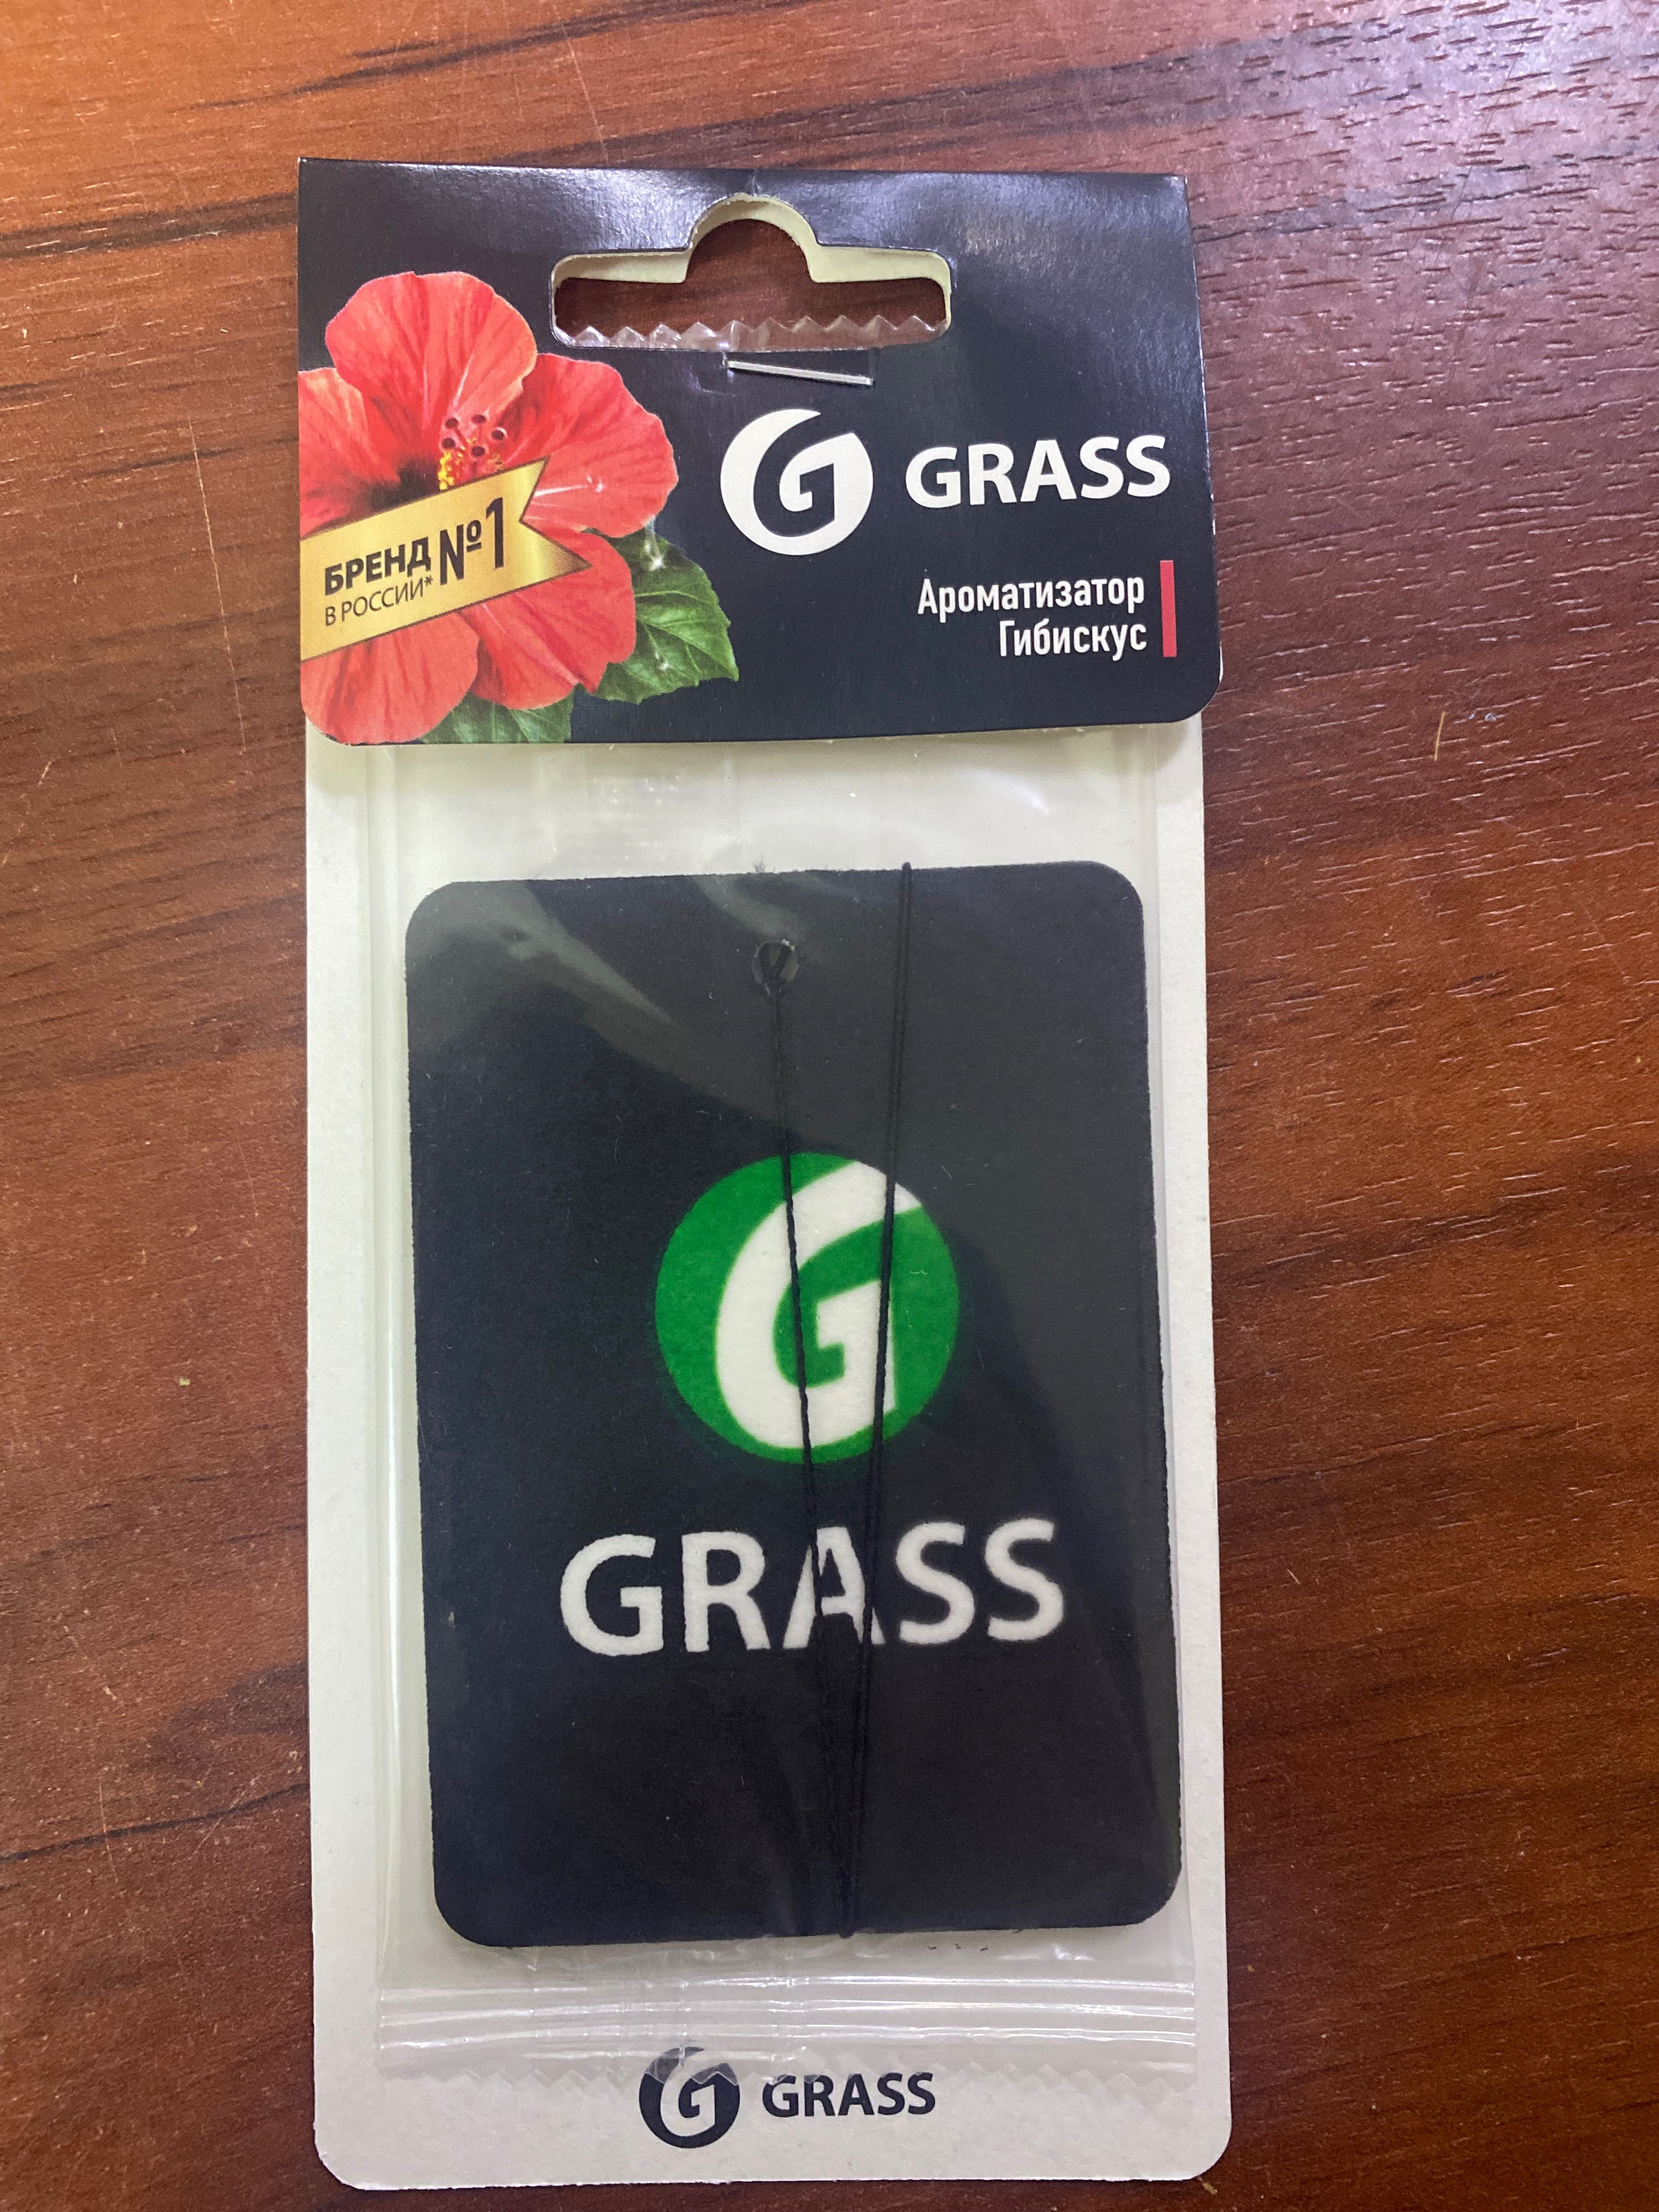 GRASS
БРЕНД №1
В РОССИИ*
Ароматизатор
Гибискус
G
GRASS
GRASS